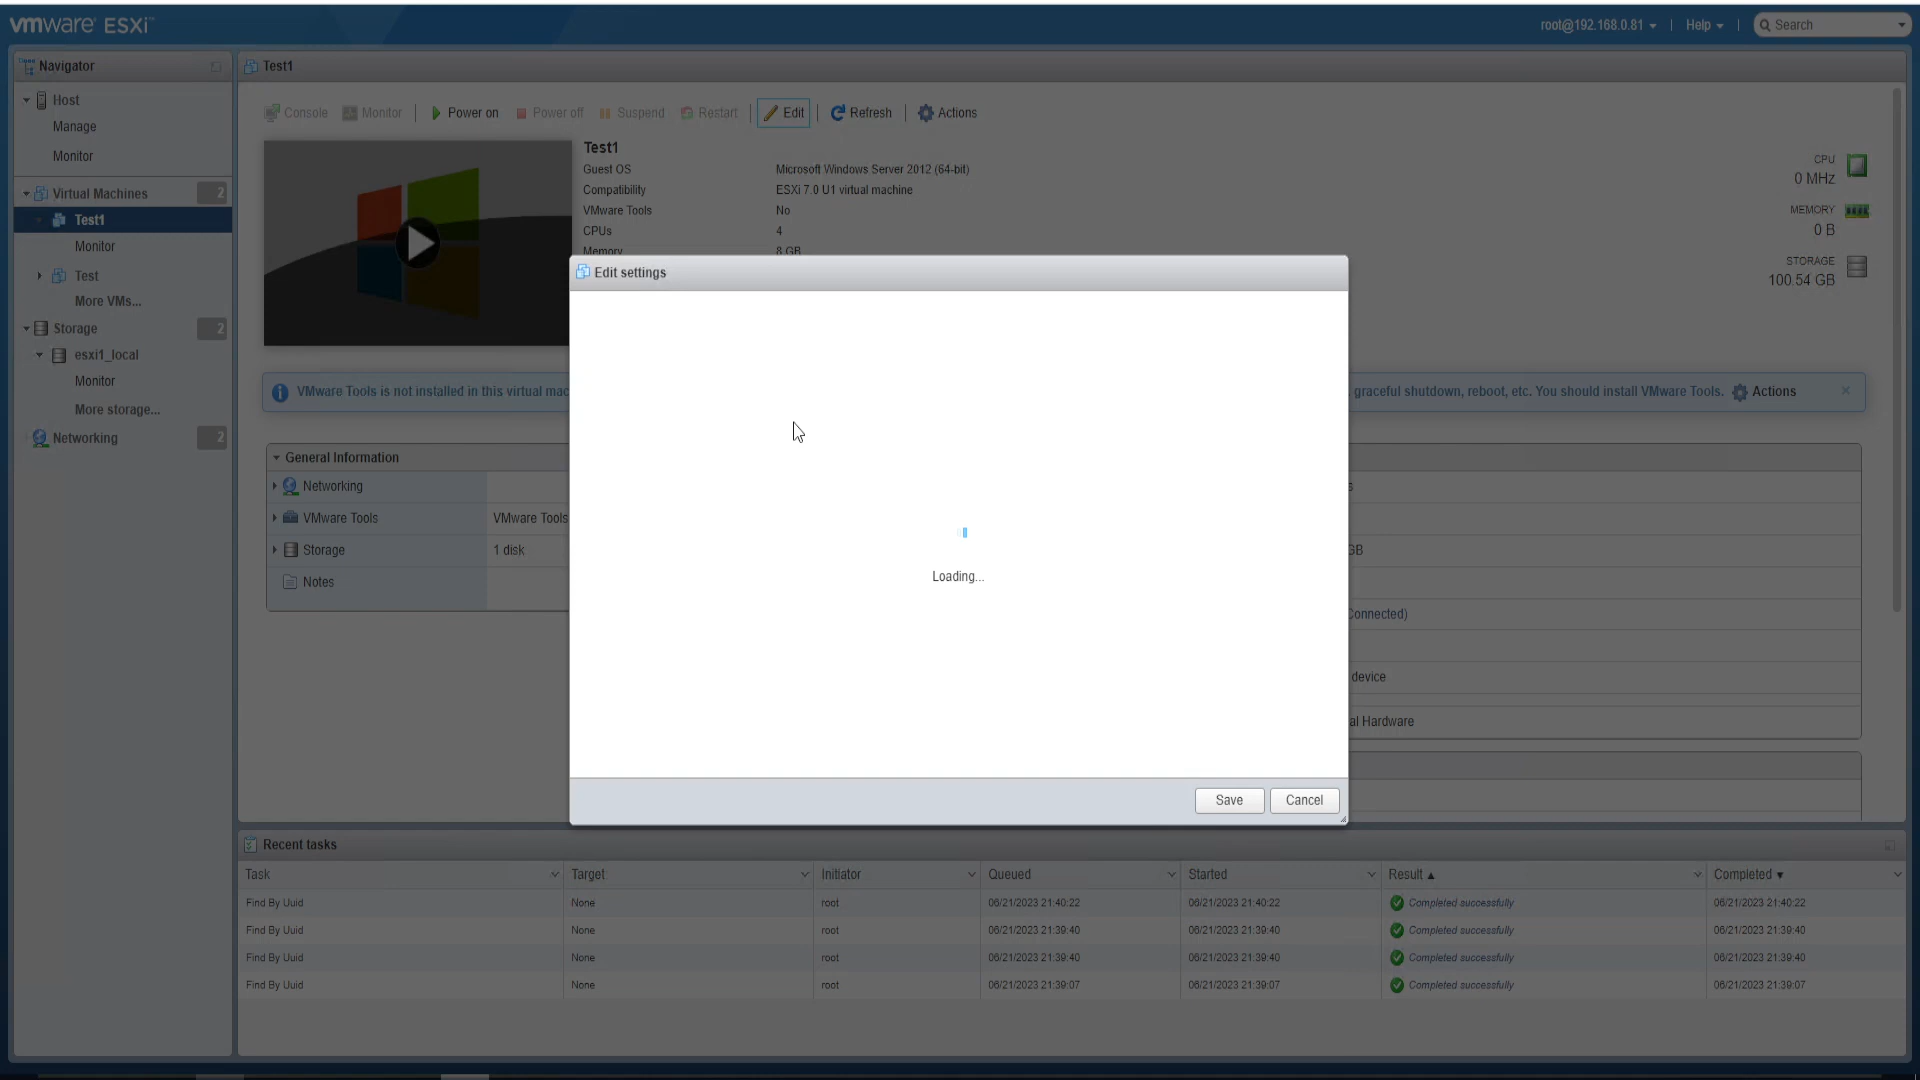 vmware ESXi
root@192.168.0.81 | Help | Search
Navigator
Host
Manage
Monitor
Virtual Machines 2
Test1
Monitor
Test
More VMs...
Storage 2
esxi1_local
Monitor
More storage...
Networking 2
Test1
Console Monitor Power on Power off Suspend Restart Edit Refresh Actions
Test1
Guest OS Microsoft Windows Server 2012 (64-bit)
Compatibility ESXi 7.0 U1 virtual machine
VMware Tools No
CPUs 4
Memory 8 GB
CPU
0 MHz
MEMORY
0 B
STORAGE
100.54 GB
Edit settings
Loading...
Save Cancel
VMware Tools is not installed in this virtual mac
graceful shutdown, reboot, etc. You should install VMware Tools. Actions
General Information
Networking
VMware Tools VMware Tools
Storage 1 disk
Notes
s
GB
Connected)
device
al Hardware
Recent tasks
Task Target Initiator Queued Started Result Completed
Find By Uuid None root 06/21/2023 21:40:22 06/21/2023 21:40:22 Completed successfully 06/21/2023 21:40:22
Find By Uuid None root 06/21/2023 21:39:40 06/21/2023 21:39:40 Completed successfully 06/21/2023 21:39:40
Find By Uuid None root 06/21/2023 21:39:40 06/21/2023 21:39:40 Completed successfully 06/21/2023 21:39:40
Find By Uuid None root 06/21/2023 21:39:07 06/21/2023 21:39:07 Completed successfully 06/21/2023 21:39:07